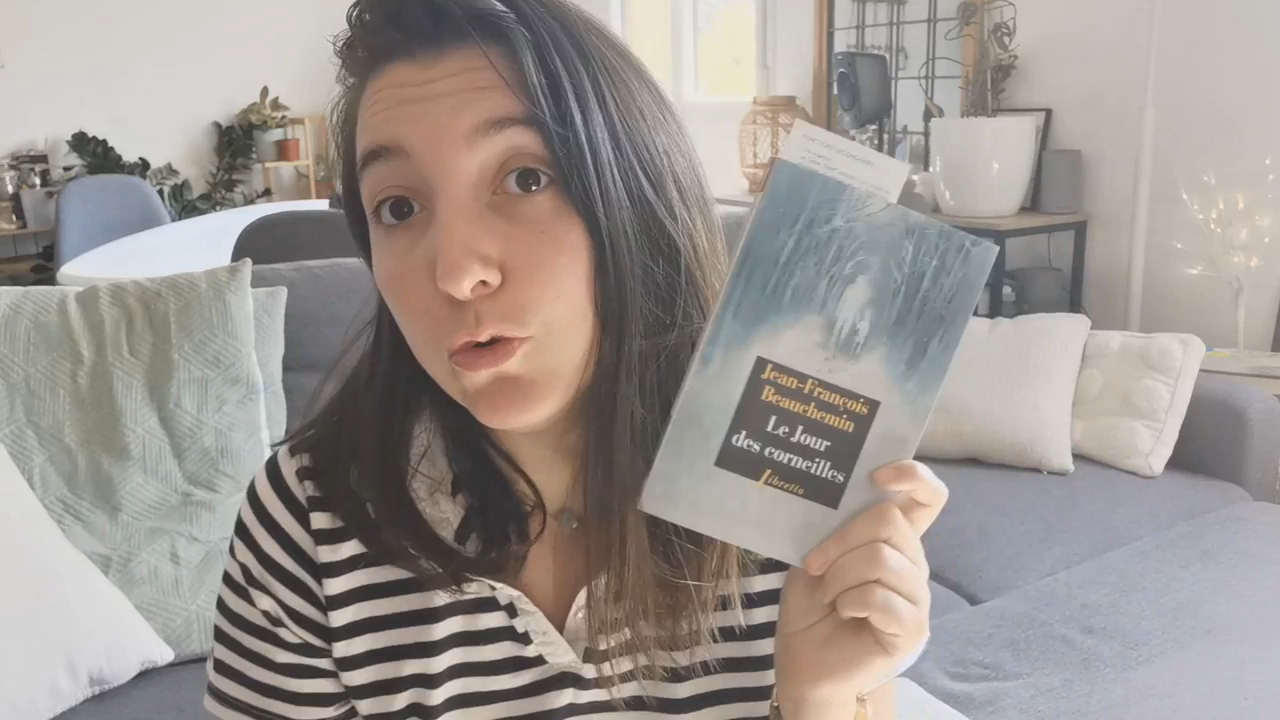 Jean-François
Beauchemin
Le Jour
des corneilles
Libretto